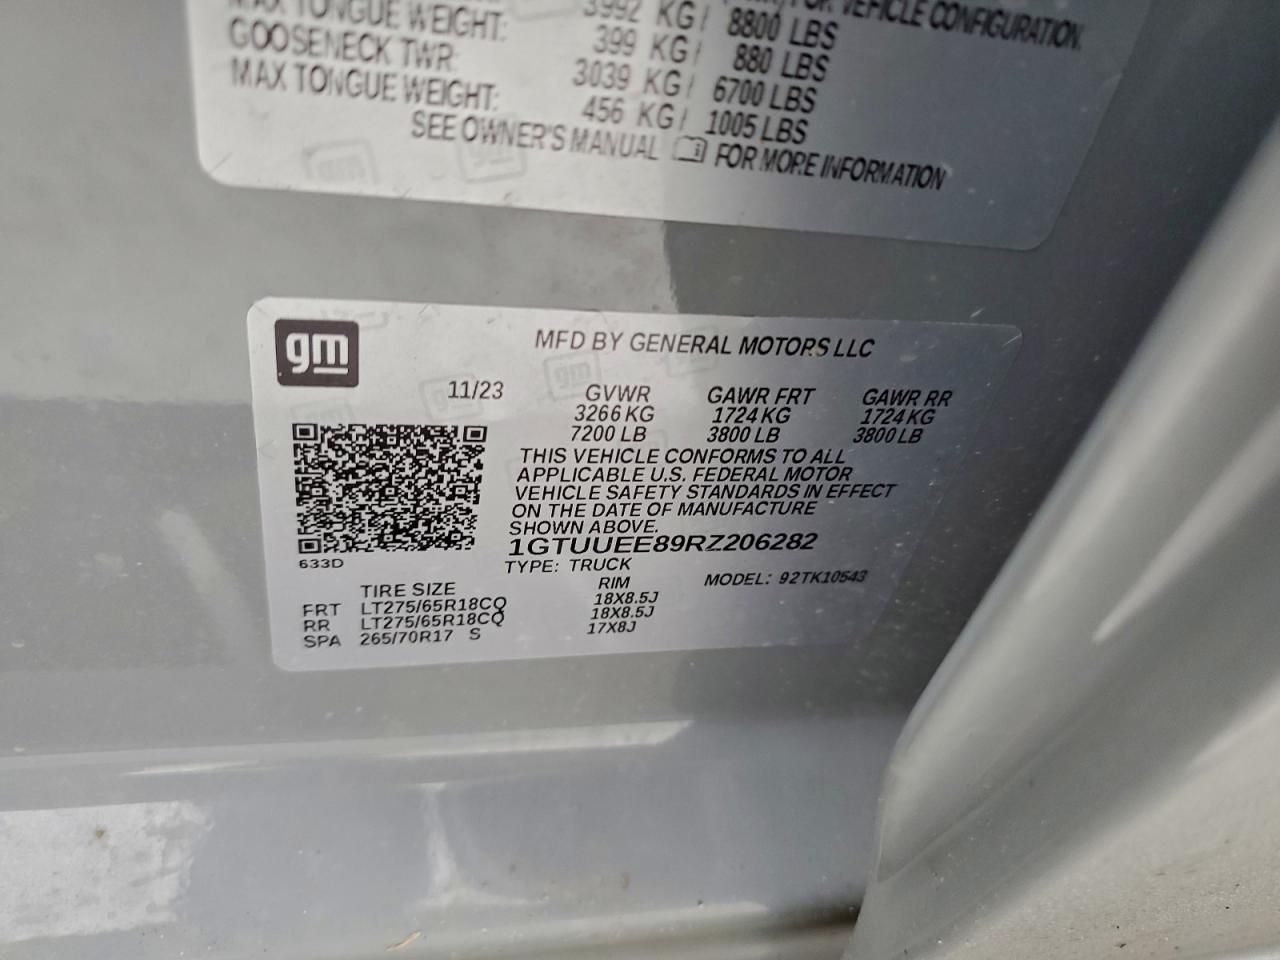 FOR VEHICLE CONFIGURATION.
3992 KG/ 8800 LBS
MAX TONGUE WEIGHT: 399 KG/ 880 LBS
GOOSENECK TWR: 3039 KG/ 6700 LBS
MAX TONGUE WEIGHT: 456 KG/ 1005 LBS
SEE OWNER'S MANUAL FOR MORE INFORMATION
gm gm
gm
MFD BY GENERAL MOTORS LLC
11/23 GVWR GAWR FRT GAWR RR
3266 KG 1724 KG 1724 KG
7200 LB 3800 LB 3800 LB
THIS VEHICLE CONFORMS TO ALL
APPLICABLE U.S. FEDERAL MOTOR
VEHICLE SAFETY STANDARDS IN EFFECT
ON THE DATE OF MANUFACTURE
SHOWN ABOVE.
1GTUUEE89RZ206282
633D
TYPE: TRUCK MODEL: 92TK10543
TIRE SIZE RIM
FRT LT275/65R18CQ 18X8.5J
RR LT275/65R18CQ 18X8.5J
SPA 265/70R17 S 17X8J